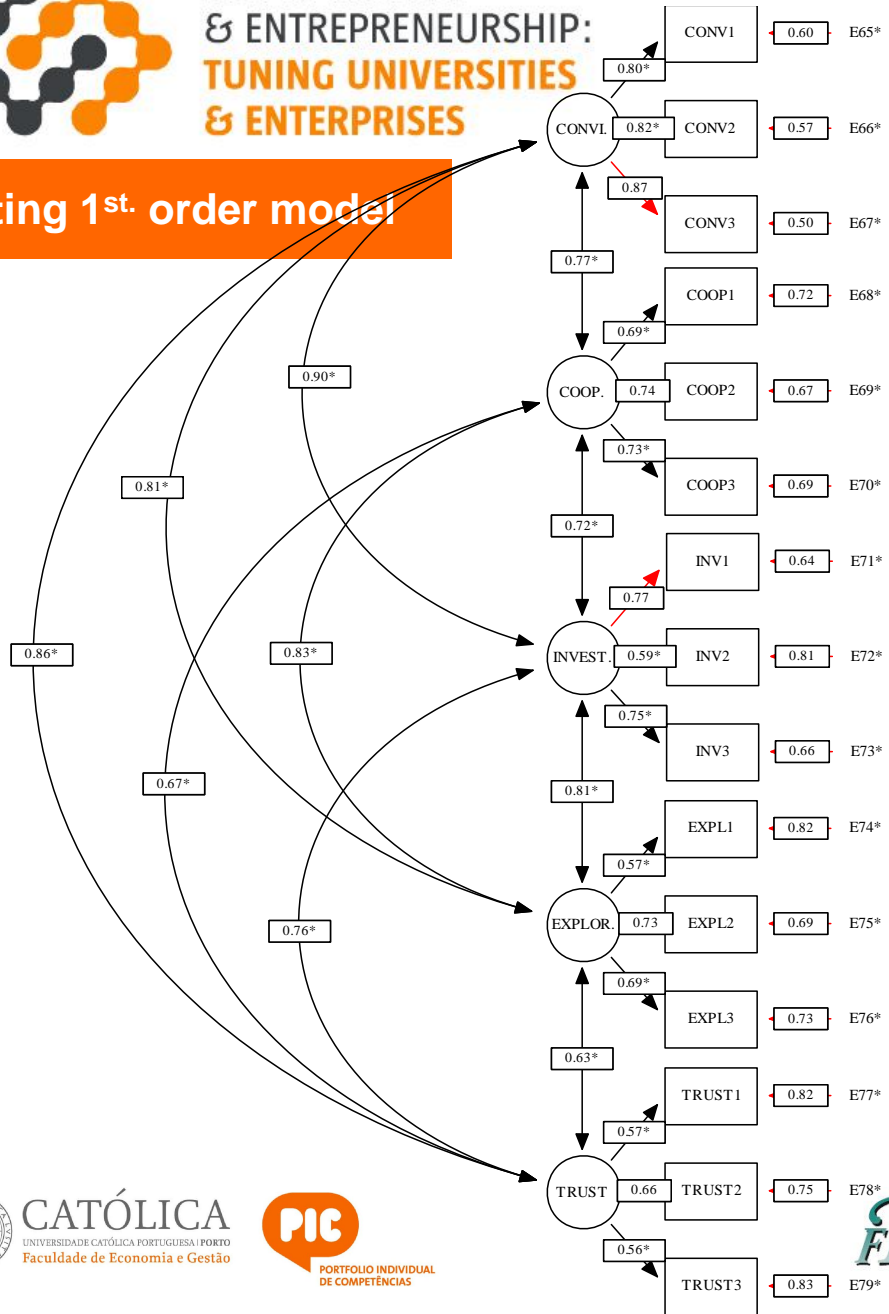 & ENTREPRENEURSHIP:
TUNING UNIVERSITIES
& ENTERPRISES
ting 1st. order model
CONV1 0.60 E65*
0.80*
CONVI. 0.82* CONV2 0.57 E66*
0.87
CONV3 0.50 E67*
0.77*
COOP1 0.72 E68*
0.69*
0.90*
COOP. 0.74 COOP2 0.67 E69*
0.73*
0.81*
COOP3 0.69 E70*
0.72*
INV1 0.64 E71*
0.77
0.86*
0.83*
INVEST. 0.59* INV2 0.81 E72*
0.75*
INV3 0.66 E73*
0.67*
0.81*
EXPL1 0.82 E74*
0.57*
0.76*
EXPLOR. 0.73 EXPL2 0.69 E75*
0.69*
EXPL3 0.73 E76*
0.63*
TRUST1 0.82 E77*
0.57*
TRUST 0.66 TRUST2 0.75 E78*
0.56*
TRUST3 0.83 E79*
CATÓLICA
UNIVERSIDADE CATÓLICA PORTUGUESA | PORTO
Faculdade de Economia e Gestão
PIC
PORTFOLIO INDIVIDUAL
DE COMPETÊNCIAS